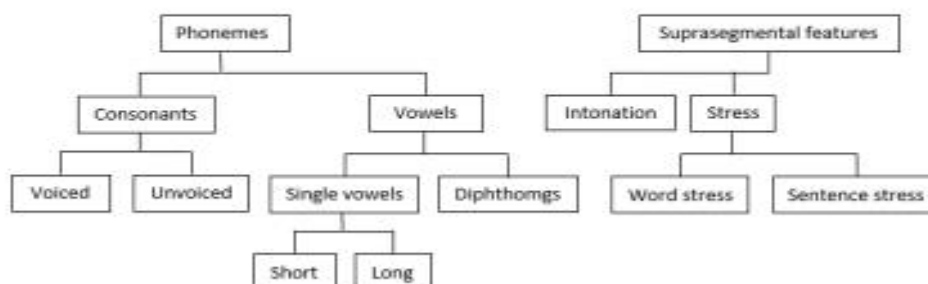 Phonemes
Suprasegmental features
Consonants
Vowels
Intonation
Stress
Voiced
Unvoiced
Single vowels
Diphthomgs
Word stress
Sentence stress
Short
Long